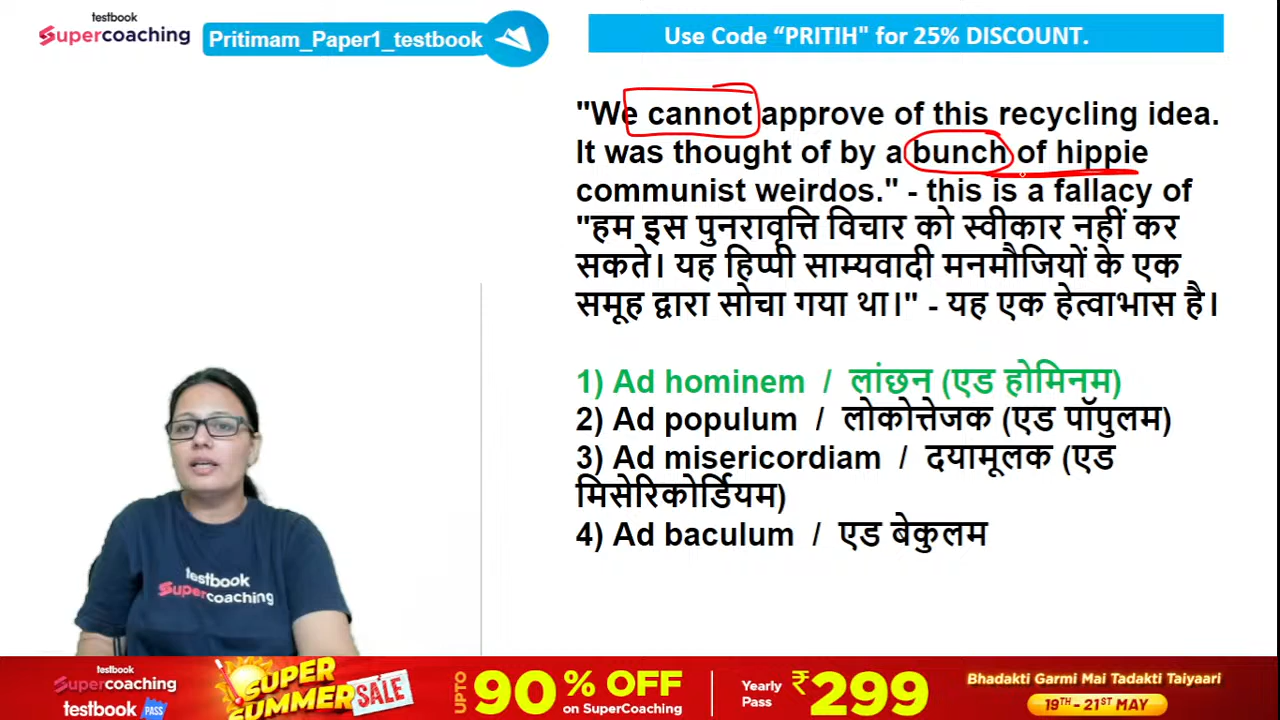 testbook
Supercoaching
Pritimam_Paper1_testbook
Use Code “PRITIH" for 25% DISCOUNT.
"We cannot approve of this recycling idea.
It was thought of by a bunch of hippie
communist weirdos." - this is a fallacy of
"हम इस पुनरावृत्ति विचार को स्वीकार नहीं कर
सकते। यह हिप्पी साम्यवादी मनमौजियों के एक
समूह द्वारा सोचा गया था।" - यह एक हेत्वाभास है।
1) Ad hominem / लांछन (एड होमिनम)
2) Ad populum / लोकोत्तेजक (एड पॉपुलम)
3) Ad misericordiam / दयामूलक (एड
मिसेरिकोर्डियम)
4) Ad baculum / एड बेकुलम
testbook
Supercoaching
testbook
Supercoaching
testbook PASS
SUPER
SUMMER SALE
UPTO 90% OFF
on SuperCoaching
Yearly
Pass ₹299
Bhadakti Garmi Mai Tadakti Taiyaari
19TH - 21ST MAY